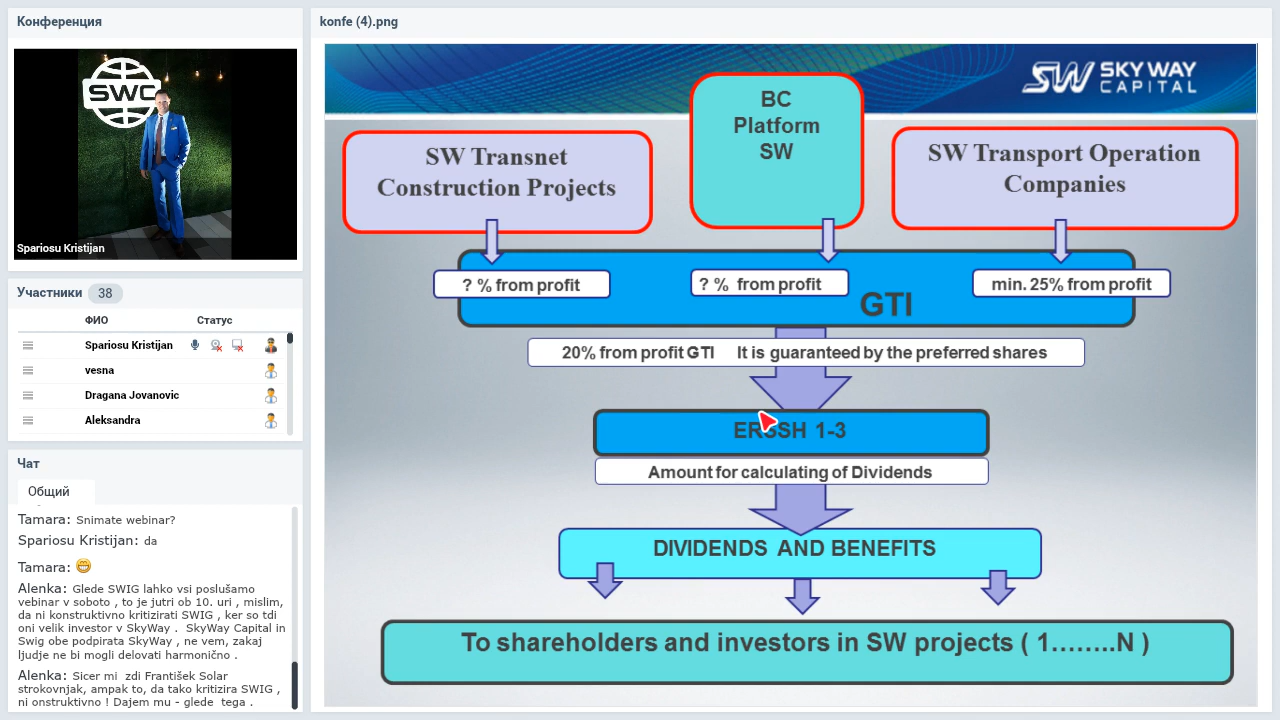 Конференция
SWC
Spariosu Kristijan
Участники 38
ФИО Статус
Spariosu Kristijan
vesna
Dragana Jovanovic
Aleksandra
Чат
Общий
Tamara: Snimate webinar?
Spariosu Kristijan: da
Tamara:
Alenka: Glede SWIG lahko vsi poslušamo
vebinar v soboto , to je jutri ob 10. uri , mislim,
da ni konstruktivno kritizirati SWIG , ker so tdi
oni velik investor v SkyWay . SkyWay Capital in
Swig obe podpirata SkyWay , ne vem, zakaj
ljudje ne bi mogli delovati harmonično .
Alenka: Sicer mi zdi František Solar
strokovnjak, ampak to, da tako kritizira SWIG ,
ni onstruktivno ! Dajem mu - glede tega .
konfe (4).png
SW SKY WAY
CAPITAL
BC
Platform
SW
SW Transnet
Construction Projects
SW Transport Operation
Companies
? % from profit
? % from profit
min. 25% from profit
GTI
20% from profit GTI It is guaranteed by the preferred shares
ERSSH 1-3
Amount for calculating of Dividends
DIVIDENDS AND BENEFITS
To shareholders and investors in SW projects ( 1........N )